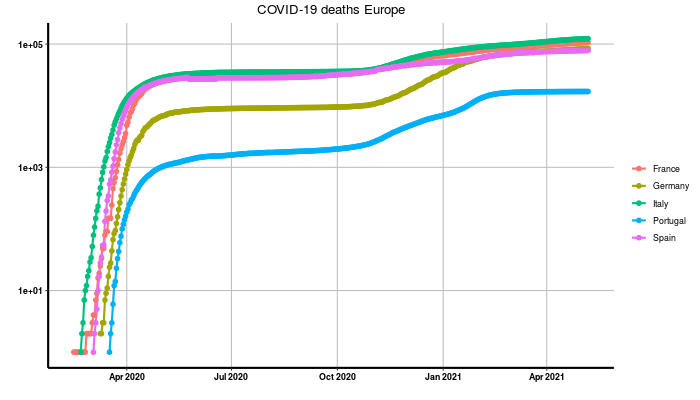 COVID-19 deaths Europe
1e+05
1e+03
1e+01
Apr 2020 Jul 2020 Oct 2020 Jan 2021 Apr 2021
France
Germany
Italy
Portugal
Spain